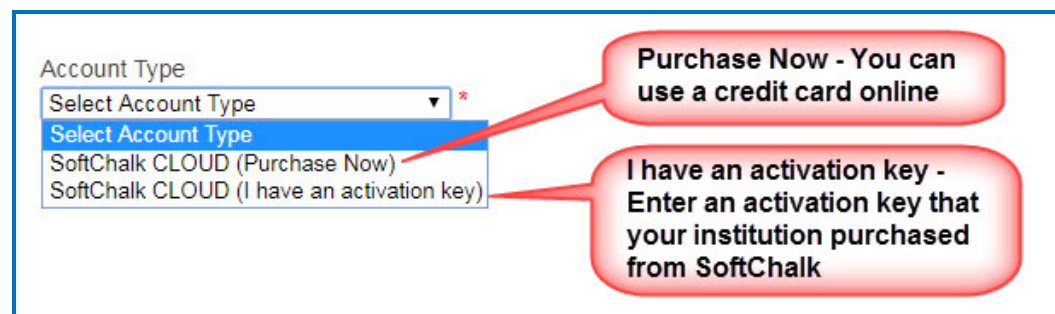 Account Type
Select Account Type ▼ *
Select Account Type
SoftChalk CLOUD (Purchase Now)
SoftChalk CLOUD (I have an activation key)
Purchase Now - You can
use a credit card online
I have an activation key -
Enter an activation key that
your institution purchased
from SoftChalk